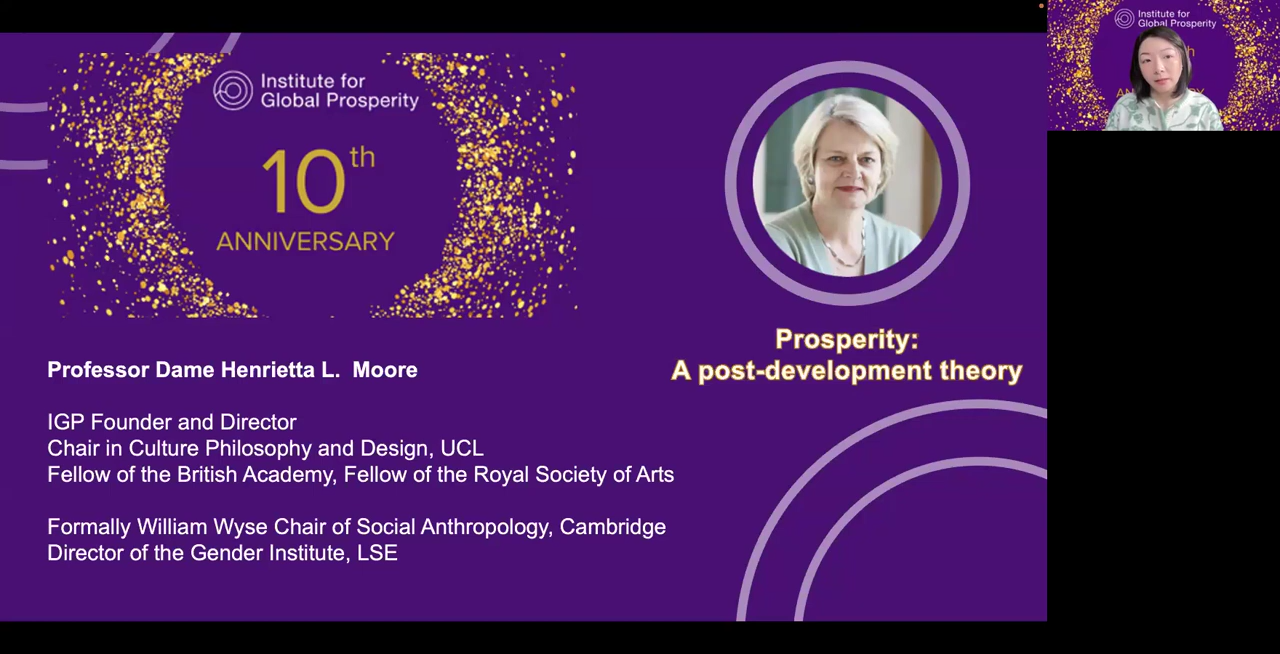 Institute for
Global Prosperity
10th
ANNIVERSARY
Professor Dame Henrietta L. Moore
IGP Founder and Director
Chair in Culture Philosophy and Design, UCL
Fellow of the British Academy, Fellow of the Royal Society of Arts
Formally William Wyse Chair of Social Anthropology, Cambridge
Director of the Gender Institute, LSE
Prosperity:
A post-development theory
Institute for
Global Prosperity